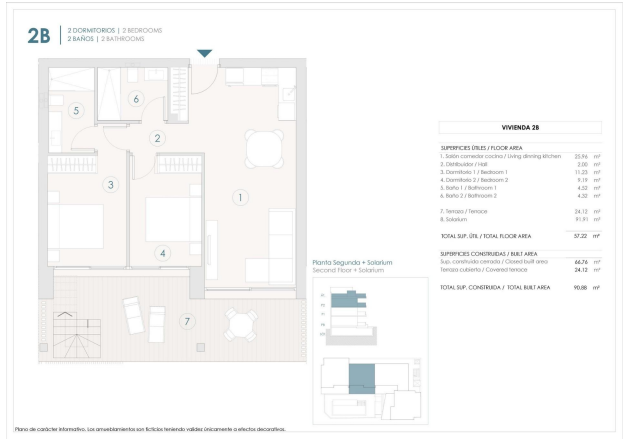 2B
2 DORMITORIOS | 2 BEDROOMS
2 BAÑOS | 2 BATHROOMS
6
5
2
3
1
4
7
VIVIENDA 2B
SUPERFICIES ÚTILES / FLOOR AREA
1. Salón comedor cocina / Living dinning kitchen 25,96 m²
2. Distribuidor / Hall 2,00 m²
3. Dormitorio 1 / Bedroom 1 11,23 m²
4. Dormitorio 2 / Bedroom 2 9,19 m²
5. Baño 1 / Bathroom 1 4,52 m²
6. Baño 2 / Bathroom 2 4,32 m²
7. Terraza / Terrace 24,12 m²
8. Solarium 91,91 m²
TOTAL SUP. ÚTIL / TOTAL FLOOR AREA 57,22 m²
SUPERFICIES CONSTRUIDAS / BUILT AREA
Sup. construida cerrada / Closed built area 66,76 m²
Terraza cubierta / Covered terrace 24,12 m²
TOTAL SUP. CONSTRUIDA / TOTAL BUILT AREA 90,88 m²
Planta Segunda + Solarium
Second Floor + Solarium
Plano de carácter informativo. Los amueblamientos son ficticios teniendo validez únicamente a efectos decorativos.